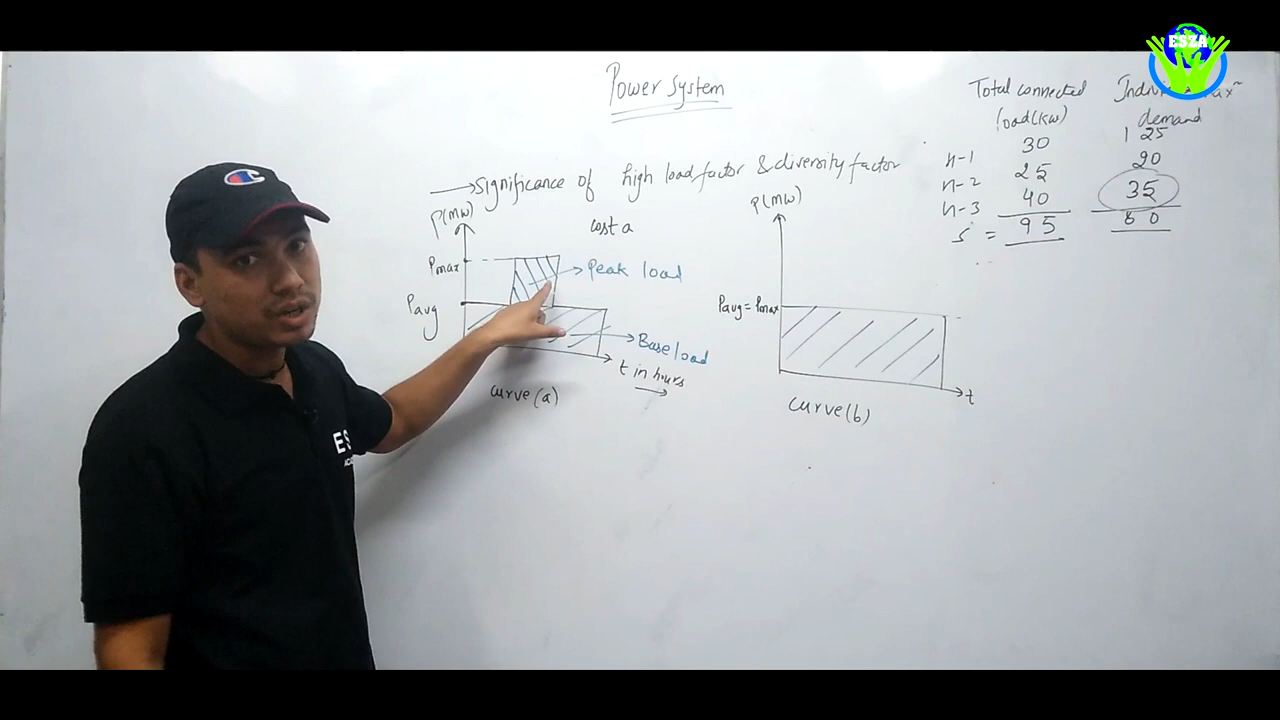 ESZA
Power System
Total connected
load(kw)
demand
n-1 30 25
n-2 25 20
n-3 40 35
S = 95 80
→ Significance of high load factor & diversity factor
cost a
P(MW)
Pmax
Peak load
Pavg
Base load
t in hours
curve(a)
P(MW)
Pavg = Pmax
t
curve(b)
C
E S